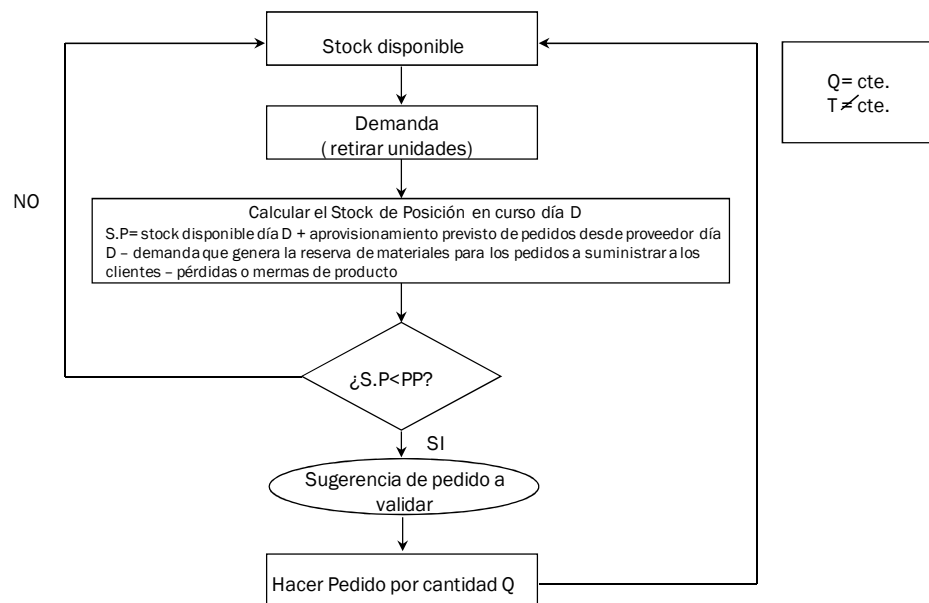 Stock disponible
Q= cte.
T≠ cte.
Demanda
( retirar unidades)
NO
Calcular el Stock de Posición en curso día D
S.P= stock disponible día D + aprovisionamiento previsto de pedidos desde proveedor día
D – demanda que genera la reserva de materiales para los pedidos a suministrar a los
clientes – pérdidas o mermas de producto
¿S.P<PP?
SI
Sugerencia de pedido a
validar
Hacer Pedido por cantidad Q